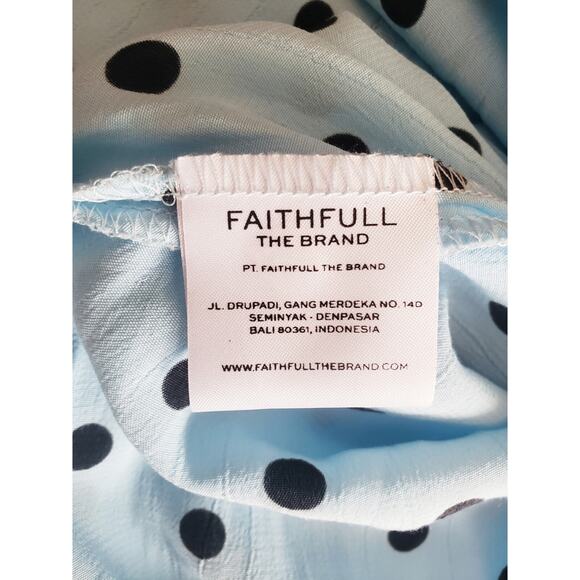 FAITHFULL
THE BRAND
PT. FAITHFULL THE BRAND
JL. DRUPADI, GANG MERDEKA NO. 14D
SEMINYAK - DENPASAR
BALI 80361, INDONESIA
WWW.FAITHFULLTHEBRAND.COM